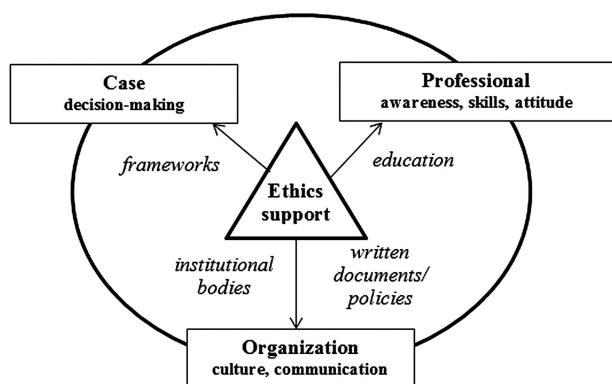 Case
decision-making
Professional
awareness, skills, attitude
frameworks
education
Ethics
support
institutional
bodies
written
documents/
policies
Organization
culture, communication